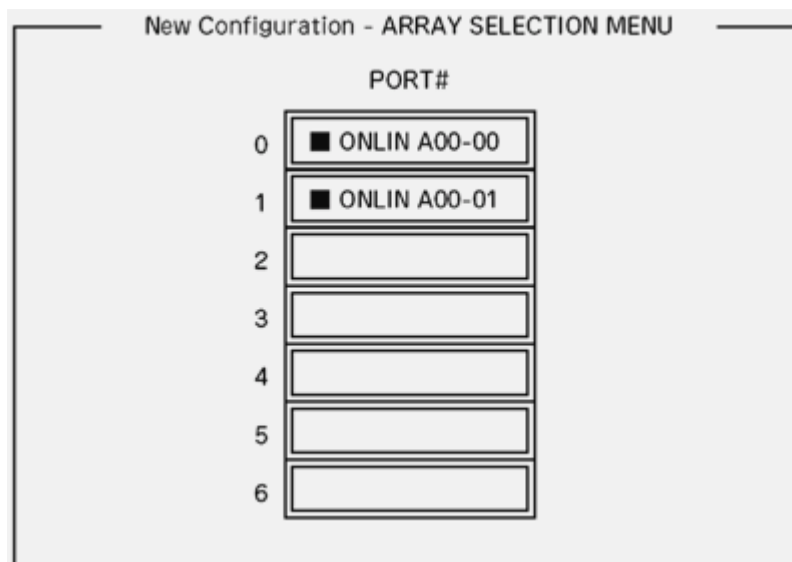 New Configuration - ARRAY SELECTION MENU
PORT#
0 ■ ONLIN A00-00
1 ■ ONLIN A00-01
2
3
4
5
6